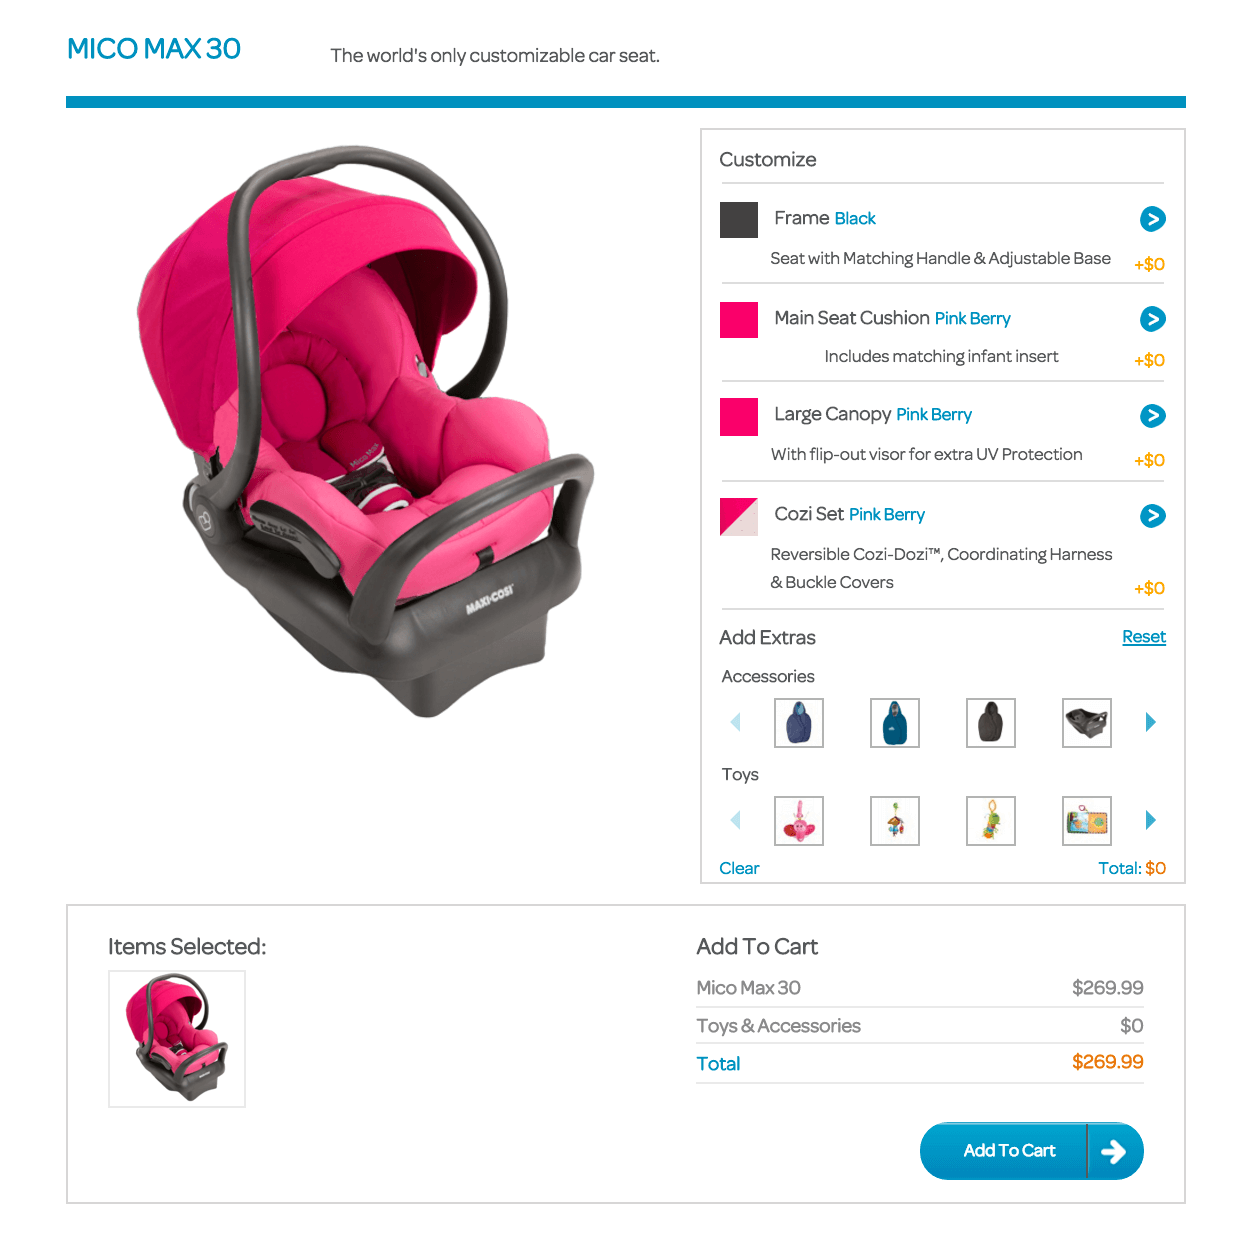 MICO MAX 30
The world's only customizable car seat.
Customize
Frame Black
Seat with Matching Handle & Adjustable Base
+$0
Main Seat Cushion Pink Berry
Includes matching infant insert
+$0
Large Canopy Pink Berry
With flip-out visor for extra UV Protection
+$0
Cozi Set Pink Berry
Reversible Cozi-Dozi™, Coordinating Harness
& Buckle Covers
+$0
Add Extras
Reset
Accessories
Toys
Clear
Total: $0
Mico Max
MAXI-COSI
Items Selected:
Add To Cart
Mico Max 30
$269.99
Toys & Accessories
$0
Total
$269.99
Add To Cart